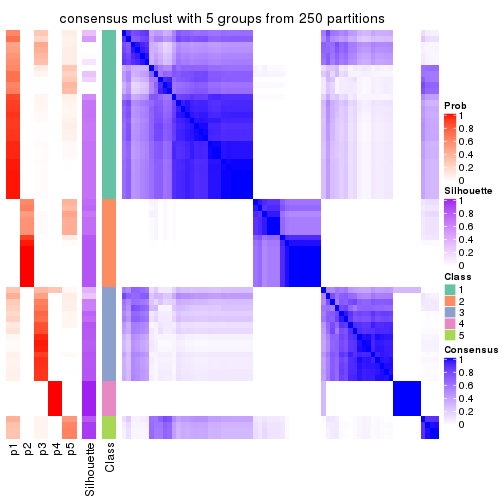 consensus mclust with 5 groups from 250 partitions
Prob
1
0.8
0.6
0.4
0.2
0
Silhouette
1
0.8
0.6
0.4
0.2
0
Class
1
2
3
4
5
Consensus
1
0.8
0.6
0.4
0.2
0
p1
p2
p3
p4
p5
Silhouette
Class